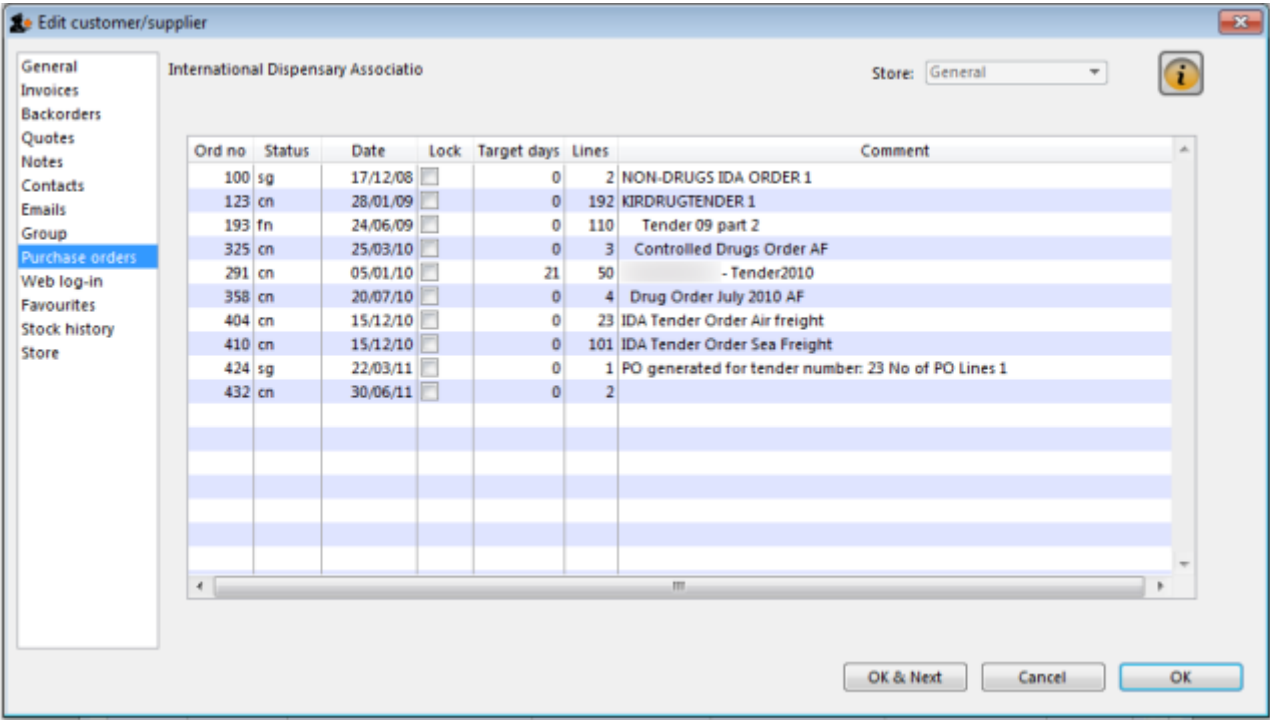 Edit customer/supplier
General
Invoices
Backorders
Quotes
Notes
Contacts
Emails
Group
Purchase orders
Web log-in
Favourites
Stock history
Store
International Dispensary Associatio
Store: General
Ord no Status Date Lock Target days Lines Comment
100 sg 17/12/08 0 2 NON-DRUGS IDA ORDER 1
123 cn 28/01/09 0 192 KIRDRUGTENDER 1
193 fn 24/06/09 0 110 Tender 09 part 2
325 cn 25/03/10 0 3 Controlled Drugs Order AF
291 cn 05/01/10 21 50 - Tender2010
358 cn 20/07/10 0 4 Drug Order July 2010 AF
404 cn 15/12/10 0 23 IDA Tender Order Air freight
410 cn 15/12/10 0 101 IDA Tender Order Sea Freight
424 sg 22/03/11 0 1 PO generated for tender number: 23 No of PO Lines 1
432 cn 30/06/11 0 2
OK & Next Cancel OK